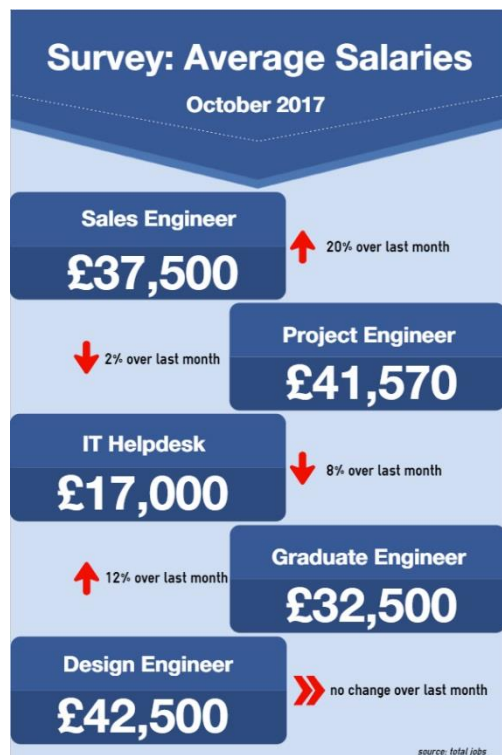 Survey: Average Salaries
October 2017
Sales Engineer
£37,500
20% over last month
Project Engineer
£41,570
2% over last month
IT Helpdesk
£17,000
8% over last month
Graduate Engineer
£32,500
12% over last month
Design Engineer
£42,500
no change over last month
source: total jobs